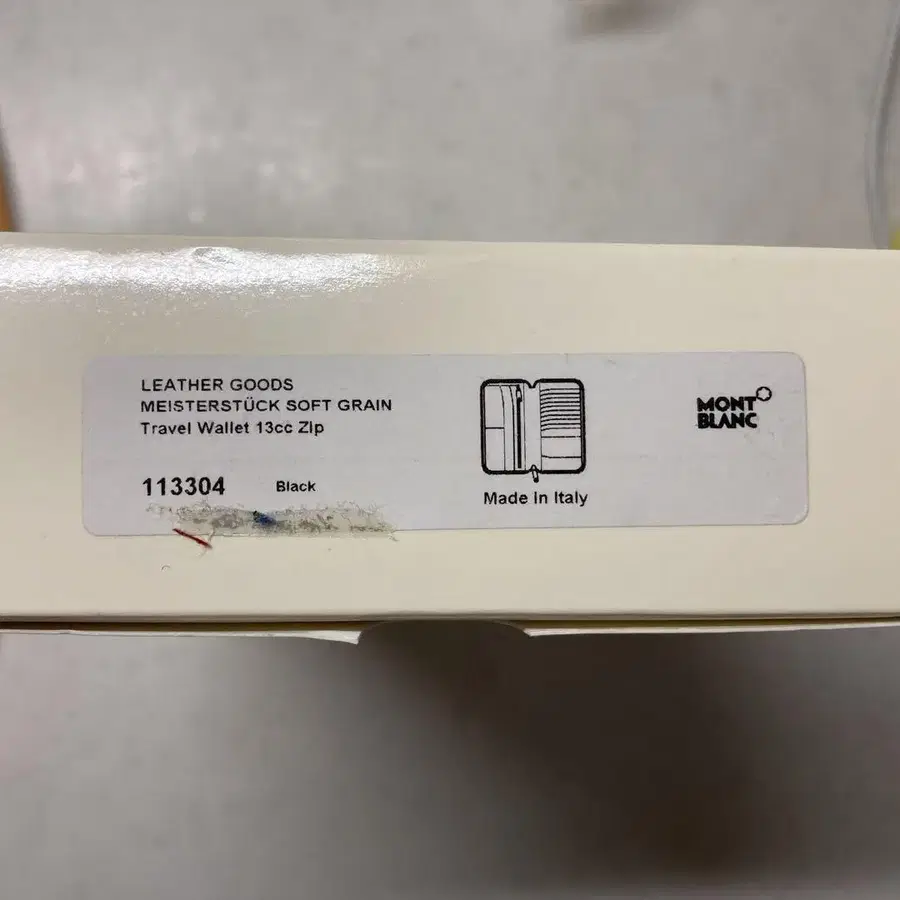 LEATHER GOODS
MEISTERSTÜCK SOFT GRAIN
Travel Wallet 13cc Zip
113304 Black
Made in Italy
MONT
BLANC